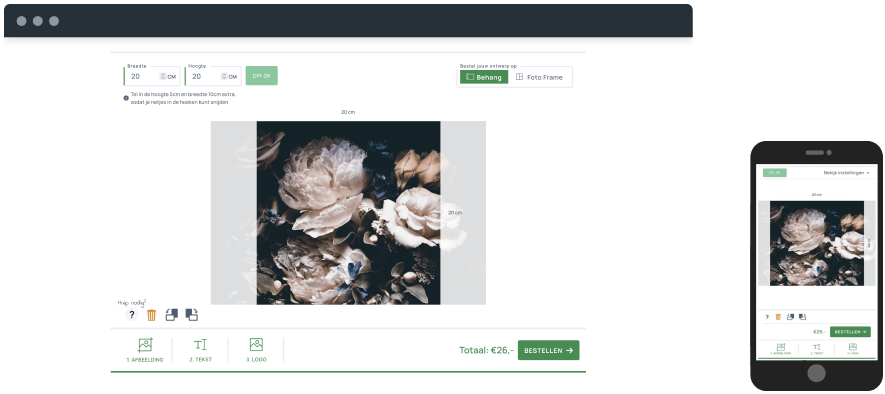 Breedte
20 CM
Hoogte
20 CM
DPI OK
Bestel jouw ontwerp op
Behang
Foto Frame
Tel in de hoogte 5cm en breedte 10cm extra,
zodat je netjes in de hoeken kunt snijden
20 cm
20 cm
Hulp nodig?
?
1. AFBEELDING
2. TEKST
3. LOGO
Totaal: €26,-
BESTELLEN →
DPI OK
Bekijk instellingen
20 cm
?
€26,-
BESTELLEN →
1. AFBEELDING
2. TEKST
3. LOGO